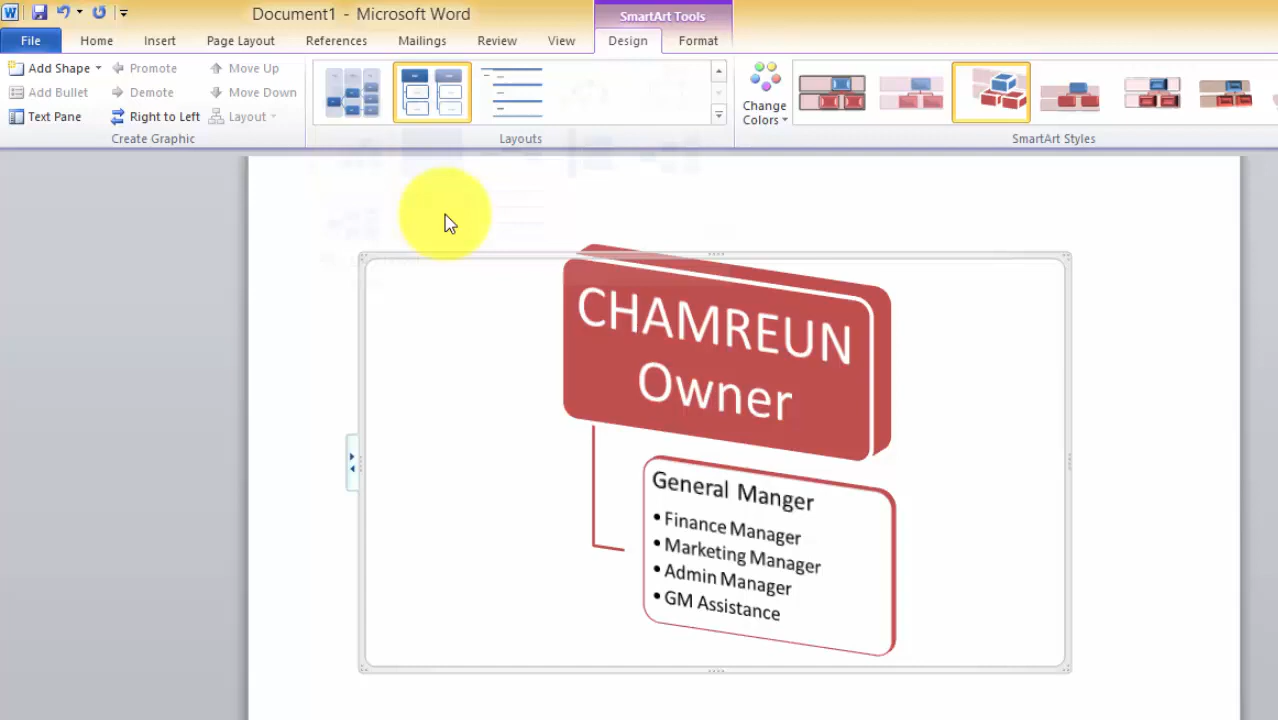 Document1 - Microsoft Word
SmartArt Tools
File Home Insert Page Layout References Mailings Review View Design Format
Add Shape Promote Move Up
Add Bullet Demote Move Down
Text Pane Right to Left Layout
Create Graphic
Layouts
Change
Colors
SmartArt Styles
CHAMREUN
Owner
General Manger
• Finance Manager
• Marketing Manager
• Admin Manager
• GM Assistance